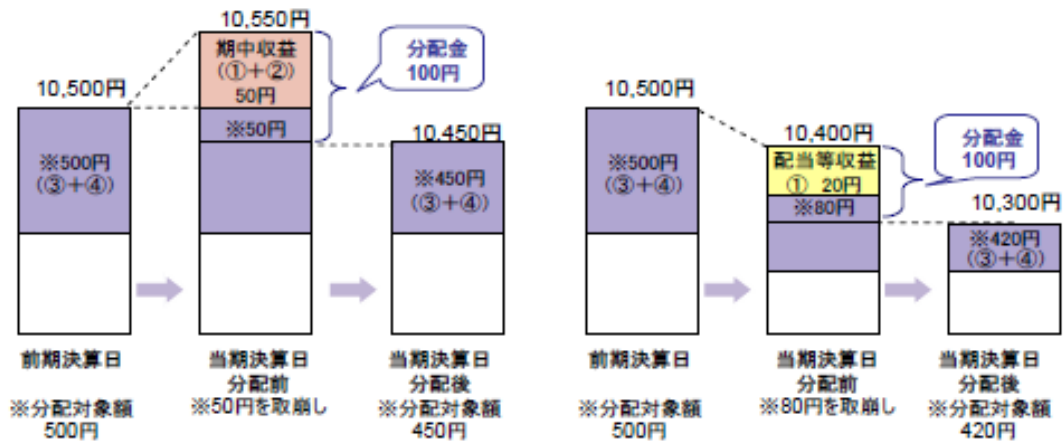 10,550円
期中収益
(①+②)
50円
分配金
100円
10,500円
※50円
10,450円
※500円
(③+④)
※450円
(③+④)
前期決算日
※分配対象額
500円
当期決算日
分配前
※50円を取崩し
当期決算日
分配後
※分配対象額
450円
10,500円
10,400円
分配金
100円
配当等収益
① 20円
※500円
(③+④)
※80円
10,300円
※420円
(③+④)
前期決算日
※分配対象額
500円
当期決算日
分配前
※80円を取崩し
当期決算日
分配後
※分配対象額
420円